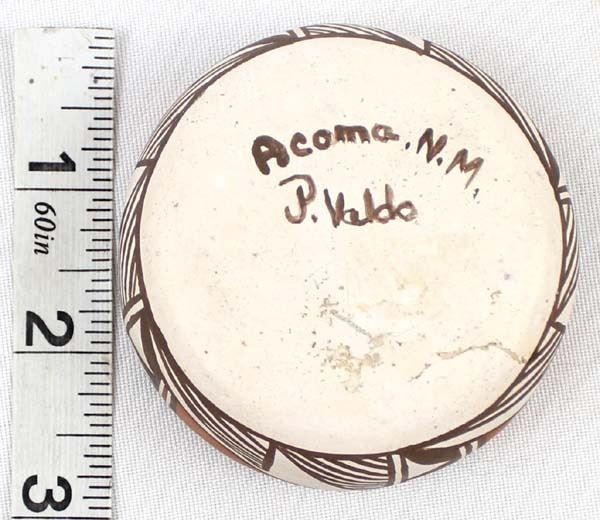 Acoma, N.M.
P. Valdo
1
60in
2
3